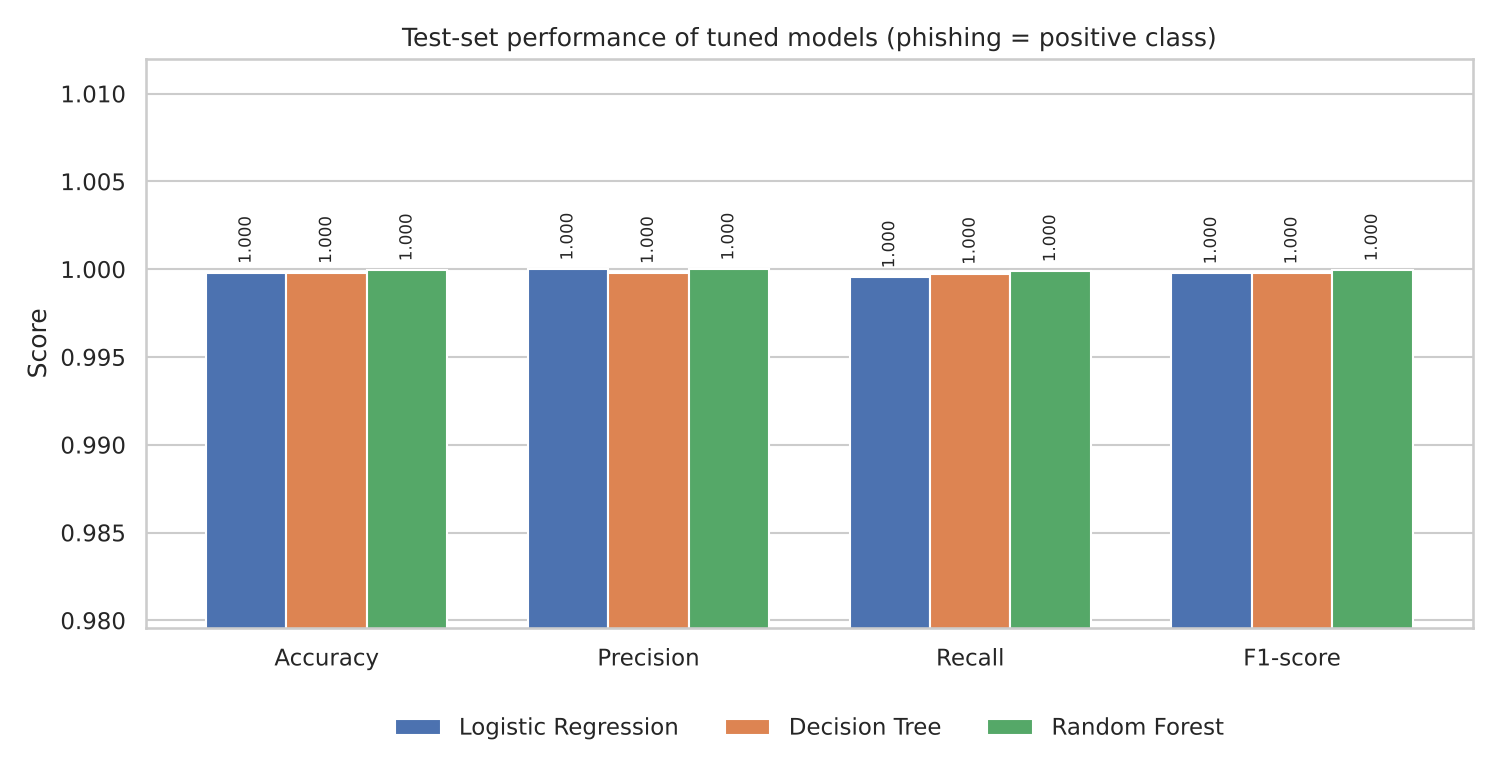 Test-set performance of tuned models (phishing = positive class)
1.010
1.005
1.000
0.995
0.990
0.985
0.980
Score
1.000 1.000 1.000 1.000 1.000 1.000 1.000 1.000 1.000 1.000 1.000 1.000
Accuracy Precision Recall F1-score
Logistic Regression Decision Tree Random Forest